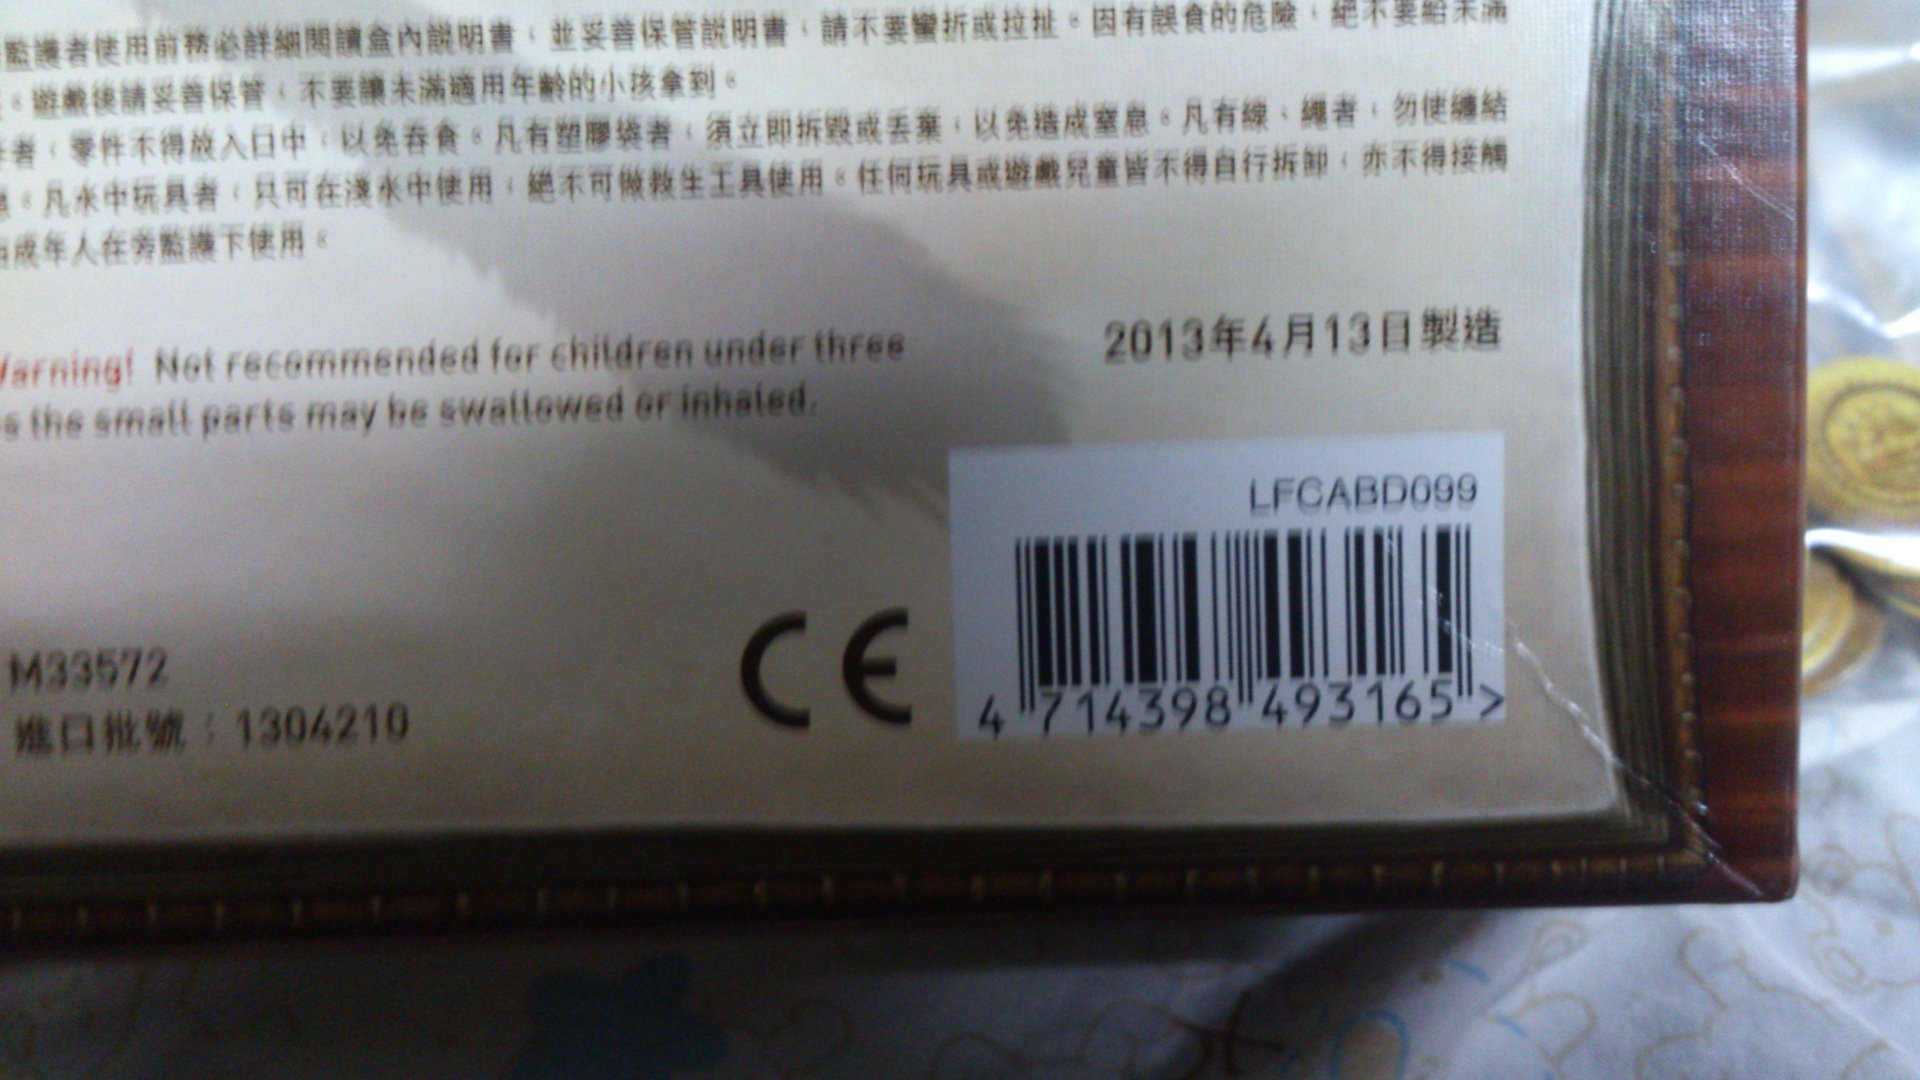 監護者使用前務必詳細閱讀盒內說明書，並妥善保管說明書，請不要彎折或拉扯。因有誤食的危險，絕不要給未滿
。遊戲後請妥善保管，不要讓未滿適用年齡的小孩拿到。
者，零件不得放入口中，以免吞食。凡有塑膠袋者，須立即拆毀或丟棄，以免造成窒息。凡有線、繩者，勿使纏結
。凡水中玩具者，只可在淺水中使用，絕不可做救生工具使用。任何玩具或遊戲兒童皆不得自行拆卸，亦不得接觸
成年人在旁監護下使用。
Warning! Not recommended for children under three
the small parts may be swallowed or inhaled.
2013年4月13日製造
LFCABD099
4 714398 493165 >
CE
M33572
進口批號：1304210